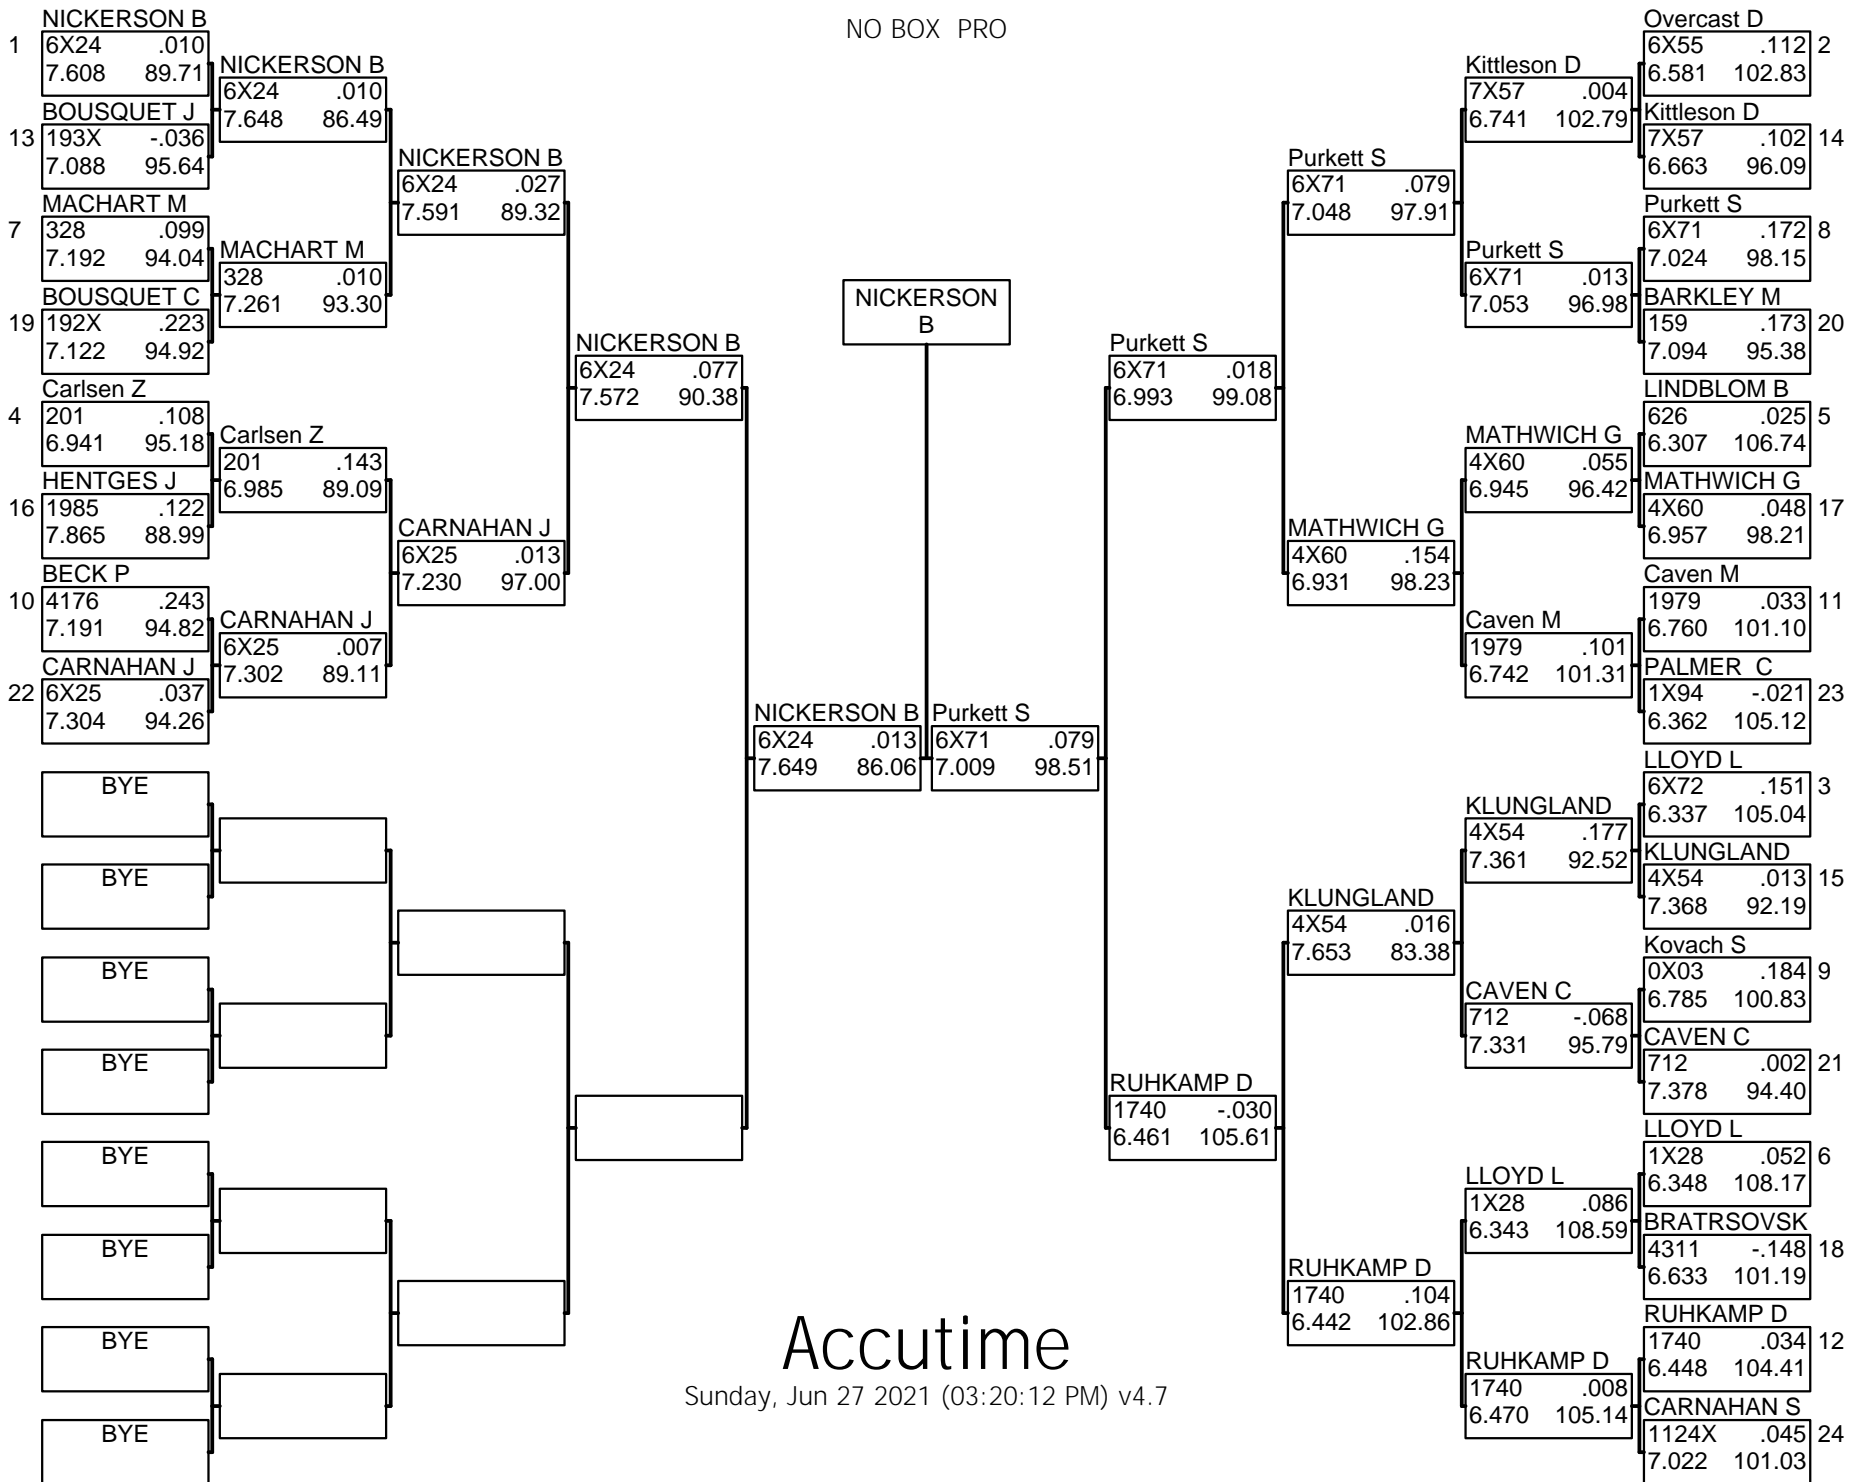 NO BOX PRO
NICKERSON B
1 6X24 .010
7.608 89.71
BOUSQUET J
13 193X -.036
7.088 95.64
MACHART M
7 328 .099
7.192 94.04
BOUSQUET C
19 192X .223
7.122 94.92
Carlsen Z
4 201 .108
6.941 95.18
HENTGES J
16 1985 .122
7.865 88.99
BECK P
10 4176 .243
7.191 94.82
CARNAHAN J
22 6X25 .037
7.304 94.26
BYE
BYE
BYE
BYE
BYE
BYE
BYE
BYE
NICKERSON B
6X24 .010
7.648 86.49
MACHART M
328 .010
7.261 93.30
Carlsen Z
201 .143
6.985 89.09
CARNAHAN J
6X25 .007
7.302 89.11
NICKERSON B
6X24 .027
7.591 89.32
CARNAHAN J
6X25 .013
7.230 97.00
NICKERSON B
6X24 .077
7.572 90.38
NICKERSON B
6X24 .013
7.649 86.06
NICKERSON
B
Purkett S
6X71 .079
7.009 98.51
Purkett S
6X71 .018
6.993 99.08
RUHKAMP D
1740 -.030
6.461 105.61
Purkett S
6X71 .079
7.048 97.91
MATHWICH G
4X60 .154
6.931 98.23
KLUNGLAND
4X54 .016
7.653 83.38
RUHKAMP D
1740 .104
6.442 102.86
Kittleson D
7X57 .004
6.741 102.79
Purkett S
6X71 .013
7.053 96.98
MATHWICH G
4X60 .055
6.945 96.42
Caven M
1979 .101
6.742 101.31
KLUNGLAND
4X54 .177
7.361 92.52
CAVEN C
712 -.068
7.331 95.79
LLOYD L
1X28 .086
6.343 108.59
RUHKAMP D
1740 .008
6.470 105.14
Overcast D
6X55 .112 2
6.581 102.83
Kittleson D
7X57 .102 14
6.663 96.09
Purkett S
6X71 .172 8
7.024 98.15
BARKLEY M
159 .173 20
7.094 95.38
LINDBLOM B
626 .025 5
6.307 106.74
MATHWICH G
4X60 .048 17
6.957 98.21
Caven M
1979 .033 11
6.760 101.10
PALMER C
1X94 -.021 23
6.362 105.12
LLOYD L
6X72 .151 3
6.337 105.04
KLUNGLAND
4X54 .013 15
7.368 92.19
Kovach S
0X03 .184 9
6.785 100.83
CAVEN C
712 .002 21
7.378 94.40
LLOYD L
1X28 .052 6
6.348 108.17
BRATRSOVSK
4311 -.148 18
6.633 101.19
RUHKAMP D
1740 .034 12
6.448 104.41
CARNAHAN S
1124X .045 24
7.022 101.03
Accutime
Sunday, Jun 27 2021 (03:20:12 PM) v4.7